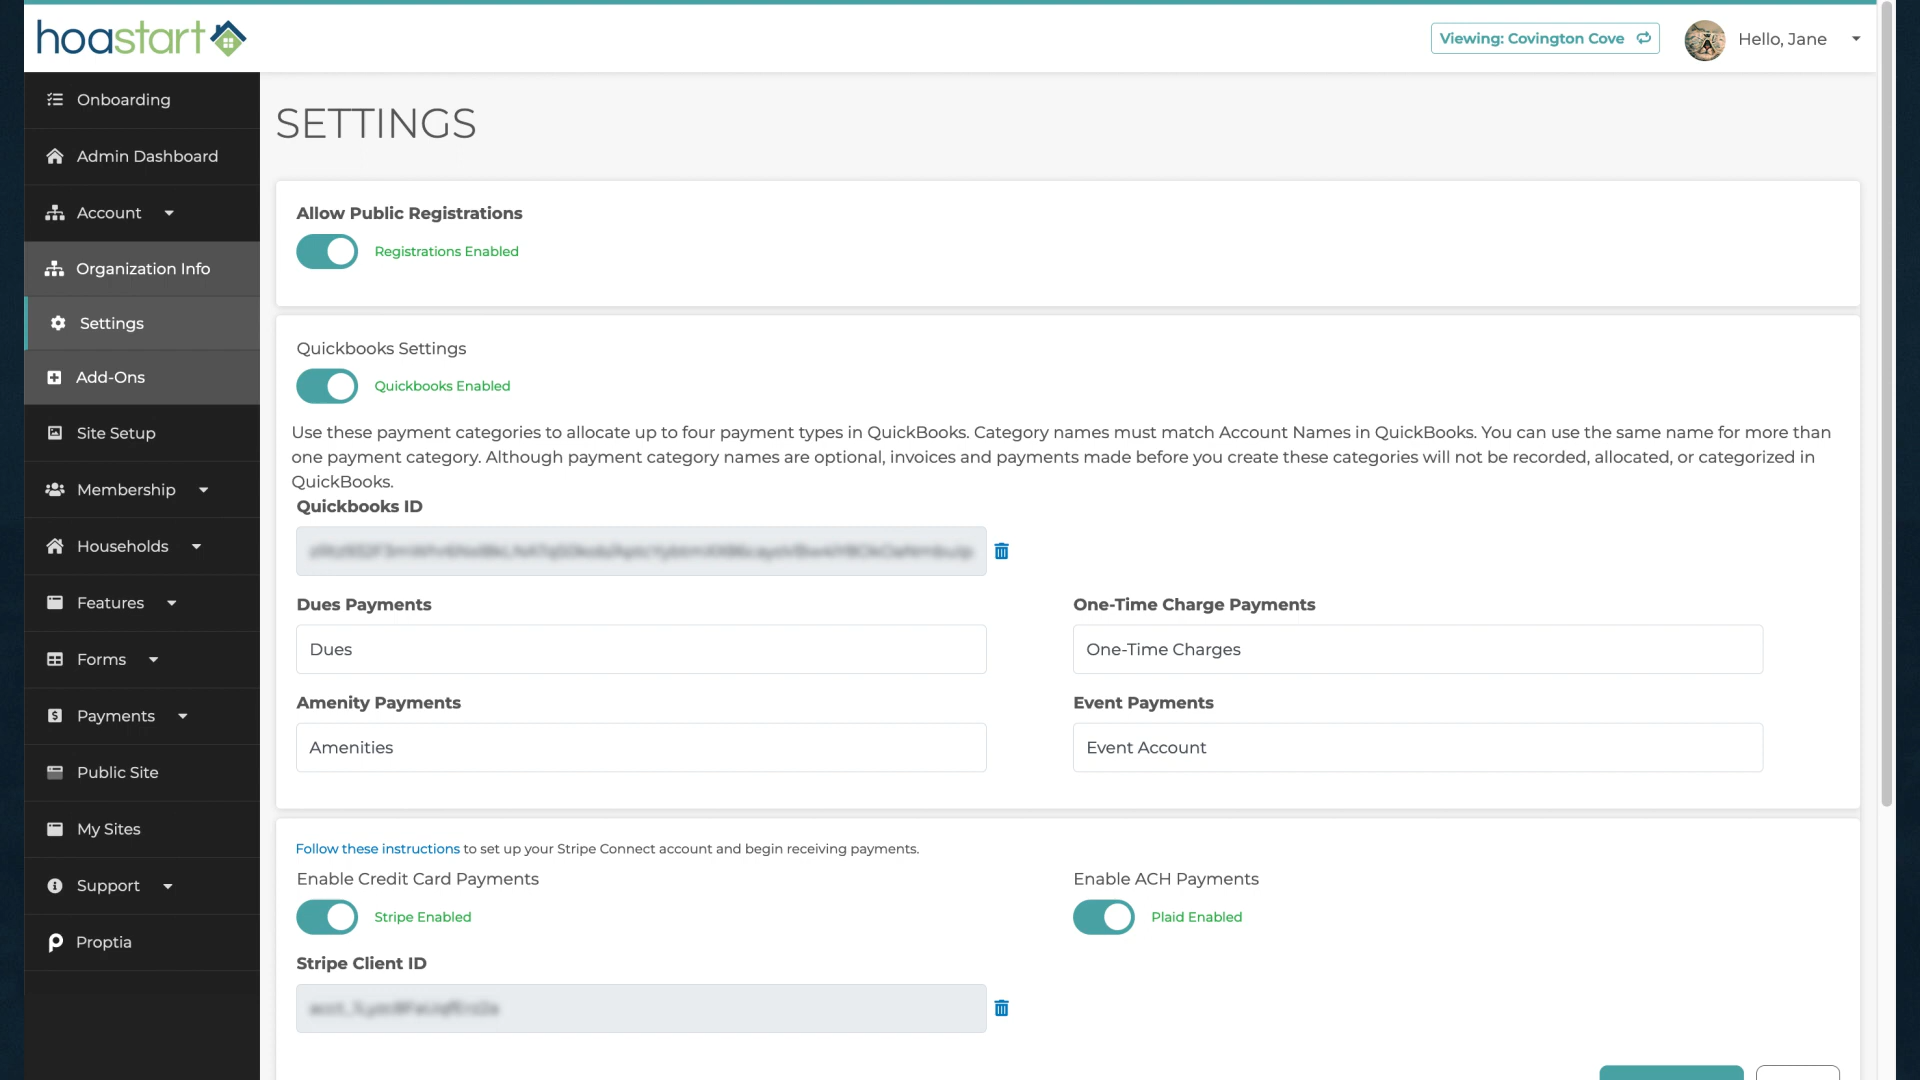 hoastart
Viewing: Covington Cove
Hello, Jane
Onboarding
Admin Dashboard
Account
Organization Info
Settings
Add-Ons
Site Setup
Membership
Households
Features
Forms
Payments
Public Site
My Sites
Support
Proptia
SETTINGS
Allow Public Registrations
Registrations Enabled
Quickbooks Settings
Quickbooks Enabled
Use these payment categories to allocate up to four payment types in QuickBooks. Category names must match Account Names in QuickBooks. You can use the same name for more than
one payment category. Although payment category names are optional, invoices and payments made before you create these categories will not be recorded, allocated, or categorized in
QuickBooks.
Quickbooks ID
Dues Payments
One-Time Charge Payments
Dues
One-Time Charges
Amenity Payments
Event Payments
Amenities
Event Account
Follow these instructions to set up your Stripe Connect account and begin receiving payments.
Enable Credit Card Payments
Enable ACH Payments
Stripe Enabled
Plaid Enabled
Stripe Client ID